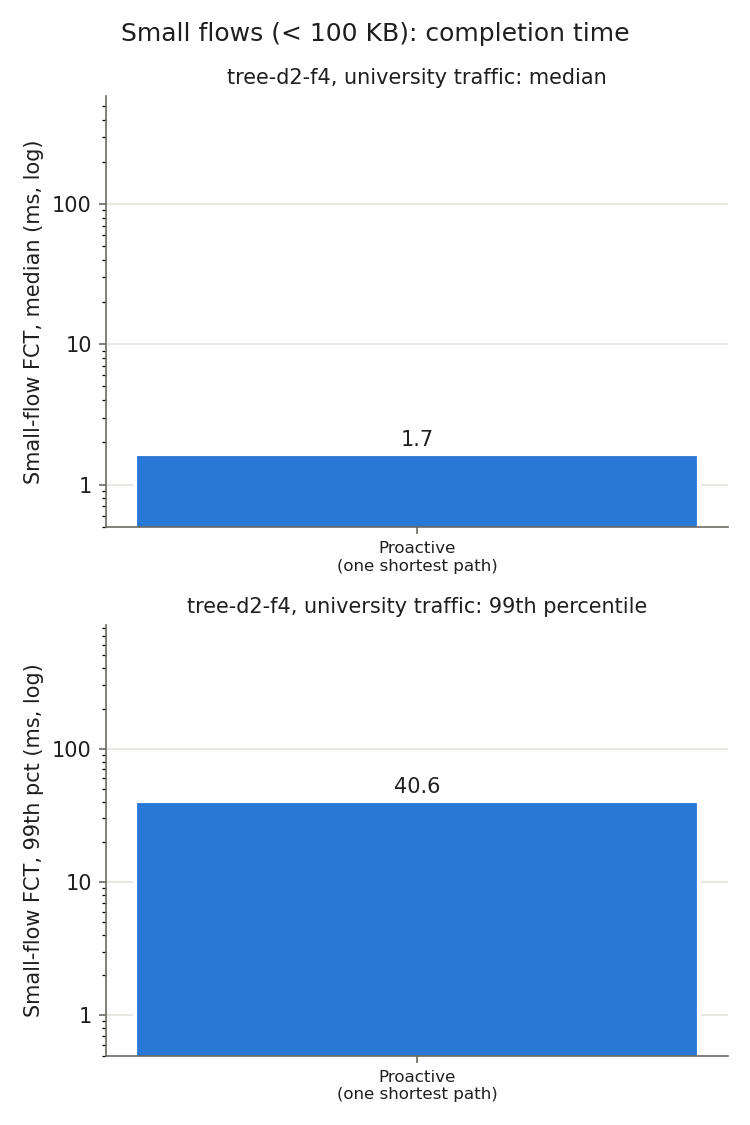 Small flows (< 100 KB): completion time
tree-d2-f4, university traffic: median
Small-flow FCT, median (ms, log)
100
10
1
1.7
Proactive
(one shortest path)
tree-d2-f4, university traffic: 99th percentile
Small-flow FCT, 99th pct (ms, log)
100
10
1
40.6
Proactive
(one shortest path)